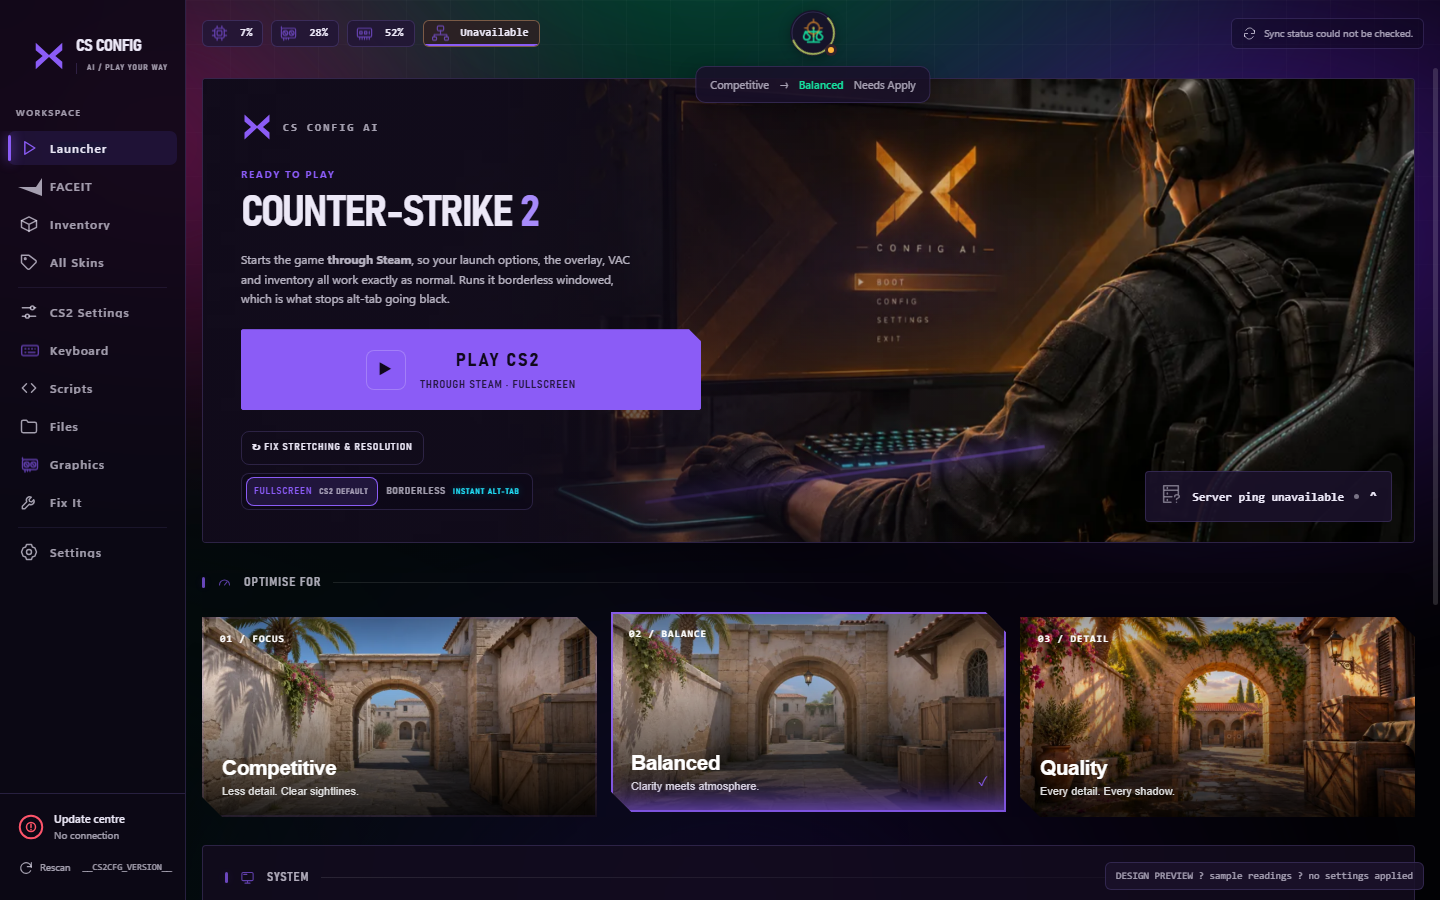 CS CONFIG
AI / PLAY YOUR WAY
WORKSPACE
Launcher
FACEIT
Inventory
All Skins
CS2 Settings
Keyboard
Scripts
Files
Graphics
Fix It
Settings
Update centre
No connection
Rescan __CS2CFG_VERSION__
7% 28% 52% Unavailable
Sync status could not be checked.
Competitive → Balanced Needs Apply
CS CONFIG AI
READY TO PLAY
COUNTER-STRIKE 2
Starts the game through Steam, so your launch options, the overlay, VAC
and inventory all work exactly as normal. Runs it borderless windowed,
which is what stops alt-tab going black.
PLAY CS2
THROUGH STEAM · FULLSCREEN
↻ FIX STRETCHING & RESOLUTION
FULLSCREEN CS2 DEFAULT BORDERLESS INSTANT ALT-TAB
CONFIG AI
BOOT
CONFIG
SETTINGS
EXIT
Server ping unavailable
OPTIMISE FOR
01 / FOCUS
Competitive
Less detail. Clear sightlines.
02 / BALANCE
Balanced
Clarity meets atmosphere.
03 / DETAIL
Quality
Every detail. Every shadow.
SYSTEM
DESIGN PREVIEW ? sample readings ? no settings applied